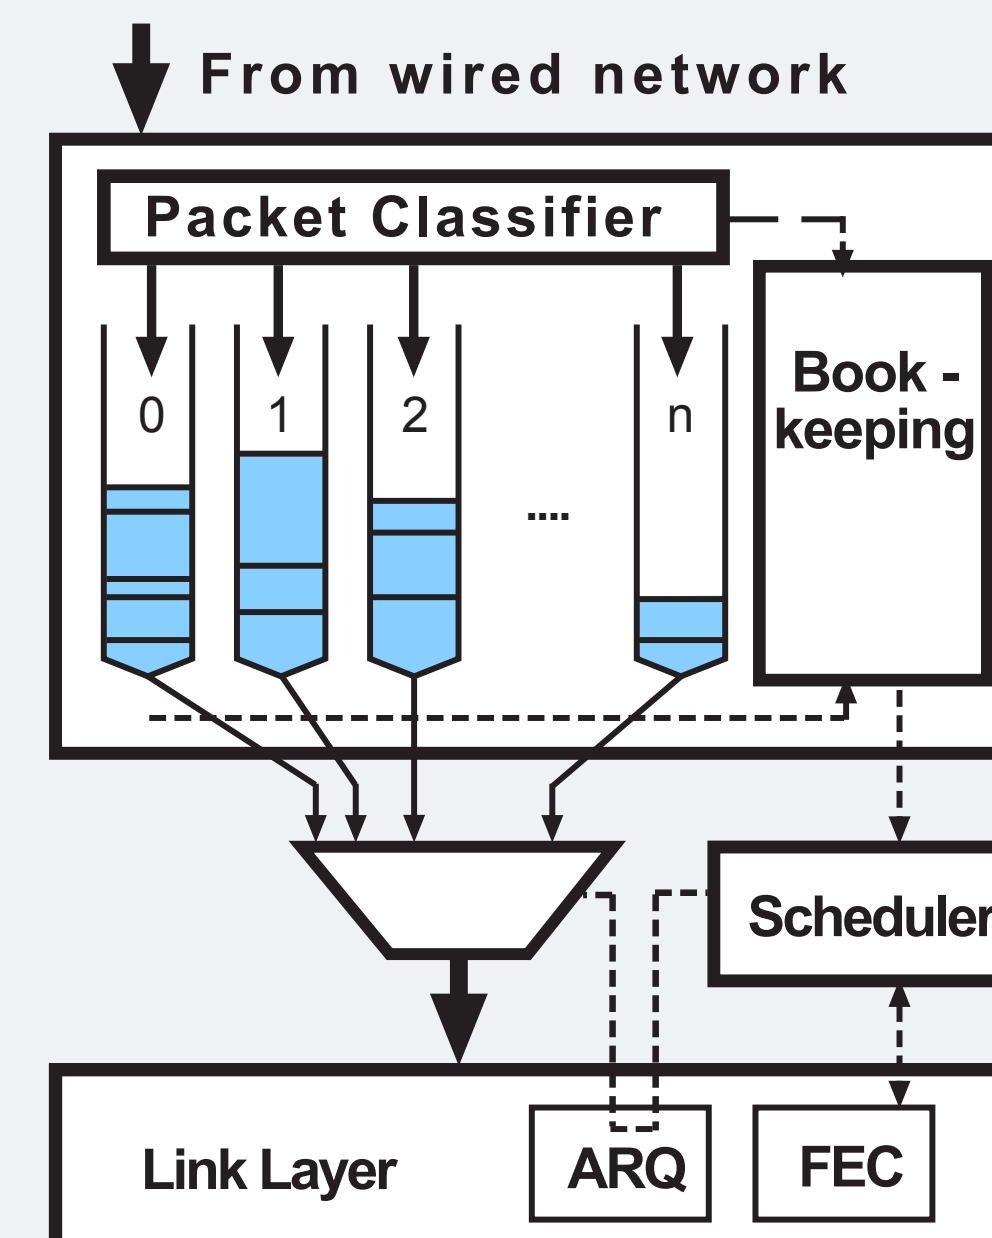 From wired network
Packet Classifier
0 1 2 .... n
Book -
keeping
Scheduler
Link Layer ARQ FEC